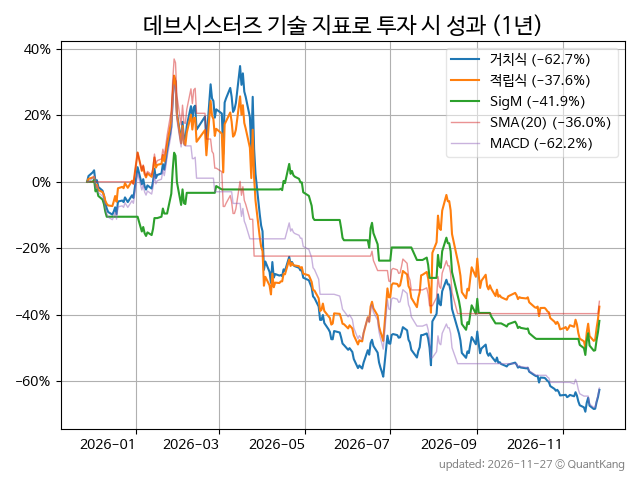 데브시스터즈 기술 지표로 투자 시 성과 (1년)
40%
20%
0%
−20%
−40%
−60%
거치식 (−62.7%)
적립식 (−37.6%)
SigM (−41.9%)
SMA(20) (−36.0%)
MACD (−62.2%)
2026-01
2026-03
2026-05
2026-07
2026-09
2026-11
updated: 2026-11-27 © QuantKang